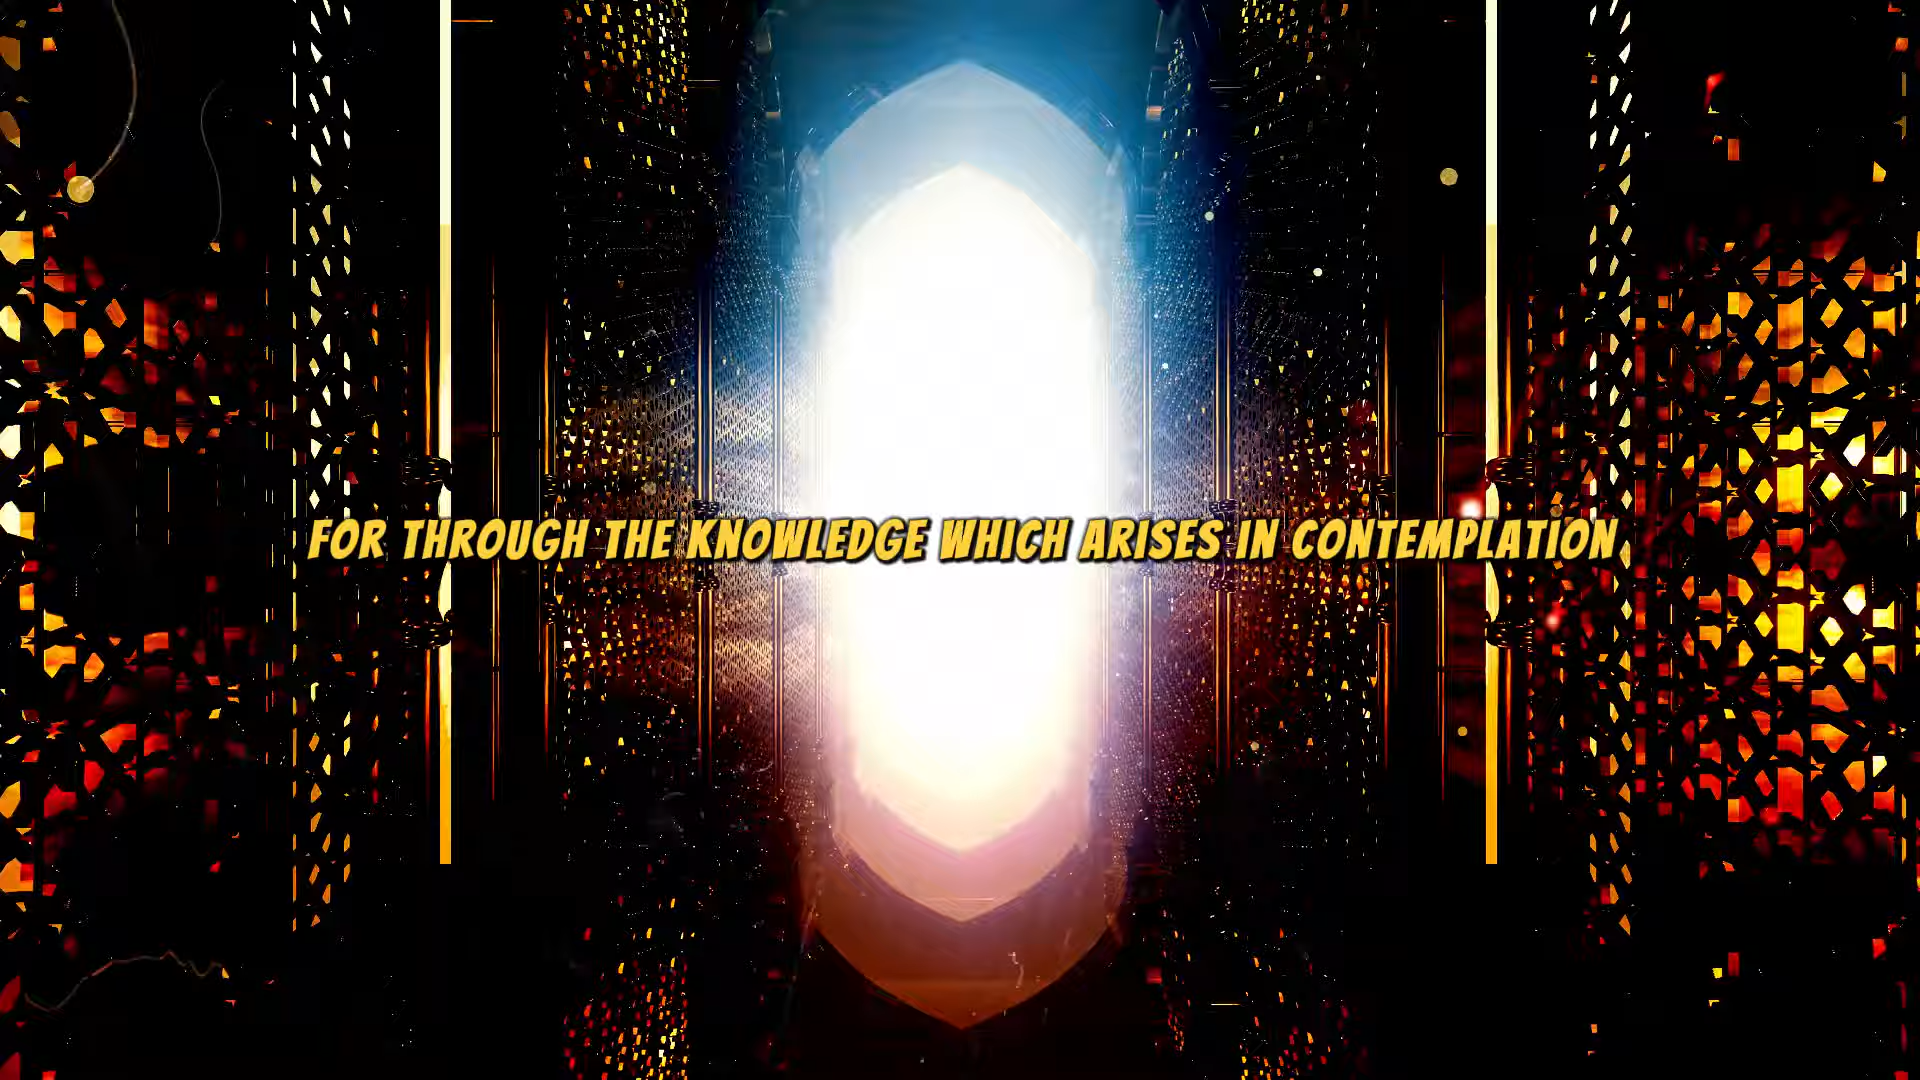 FOR THROUGH THE KNOWLEDGE WHICH ARISES IN CONTEMPLATION